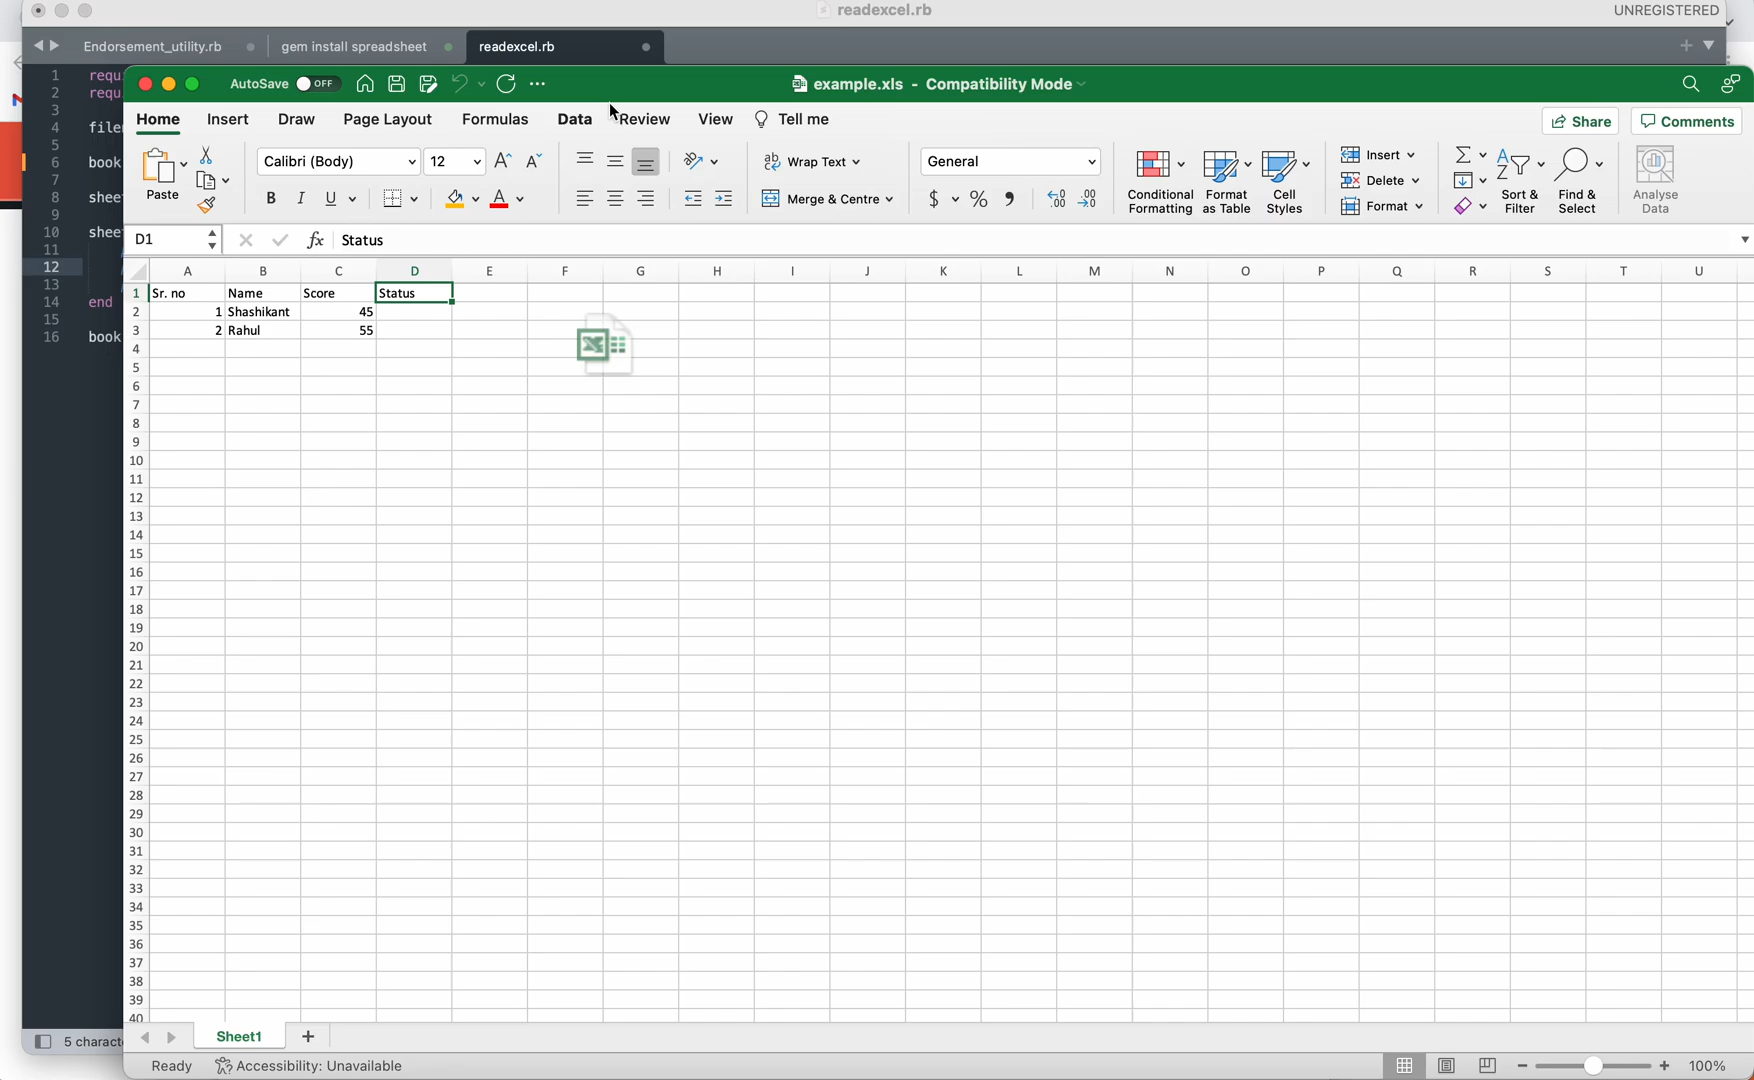 readexcel.rb
UNREGISTERED
Endorsement_utility.rb
gem install spreadsheet
readexcel.rb
1 requ
2 requ
3
4 file
5
6 book
7
8 shee
9
10 shee
11
12
13
14 end
15
16 book
5 charact
AutoSave OFF
example.xls - Compatibility Mode
Home Insert Draw Page Layout Formulas Data Review View Tell me
Share Comments
Paste
Calibri (Body) 12
B I U
Wrap Text
Merge & Centre
General
$ %
Conditional Formatting
Format as Table
Cell Styles
Insert
Delete
Format
Sort & Filter
Find & Select
Analyse Data
D1 fx Status
A B C D E F G H I J K L M N O P Q R S T U
1 Sr. no Name Score Status
2 1 Shashikant 45
3 2 Rahul 55
4
5
6
7
8
9
10
11
12
13
14
15
16
17
18
19
20
21
22
23
24
25
26
27
28
29
30
31
32
33
34
35
36
37
38
39
40
Sheet1
Ready Accessibility: Unavailable
100%